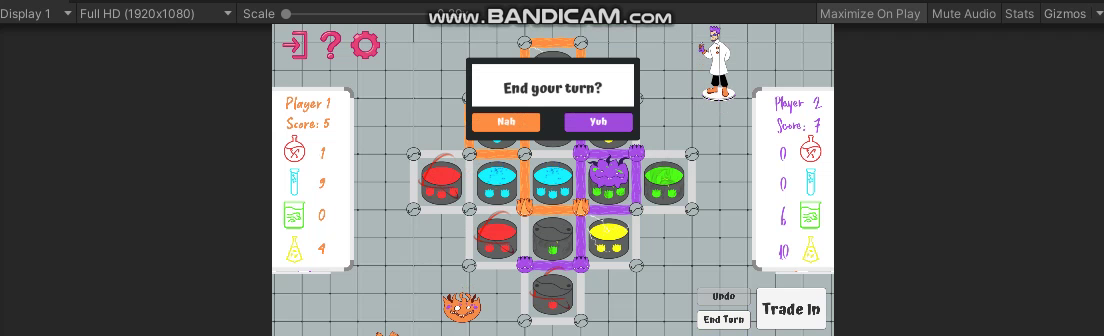 Display 1 Full HD (1920x1080) Scale Maximize On Play Mute Audio Stats Gizmos
www.BANDICAM.com
End your turn?
Nah Yuh
Player 1
Score: 5
1
9
0
4
Player 2
Score: 7
0
0
6
10
Undo
End Turn
Trade In